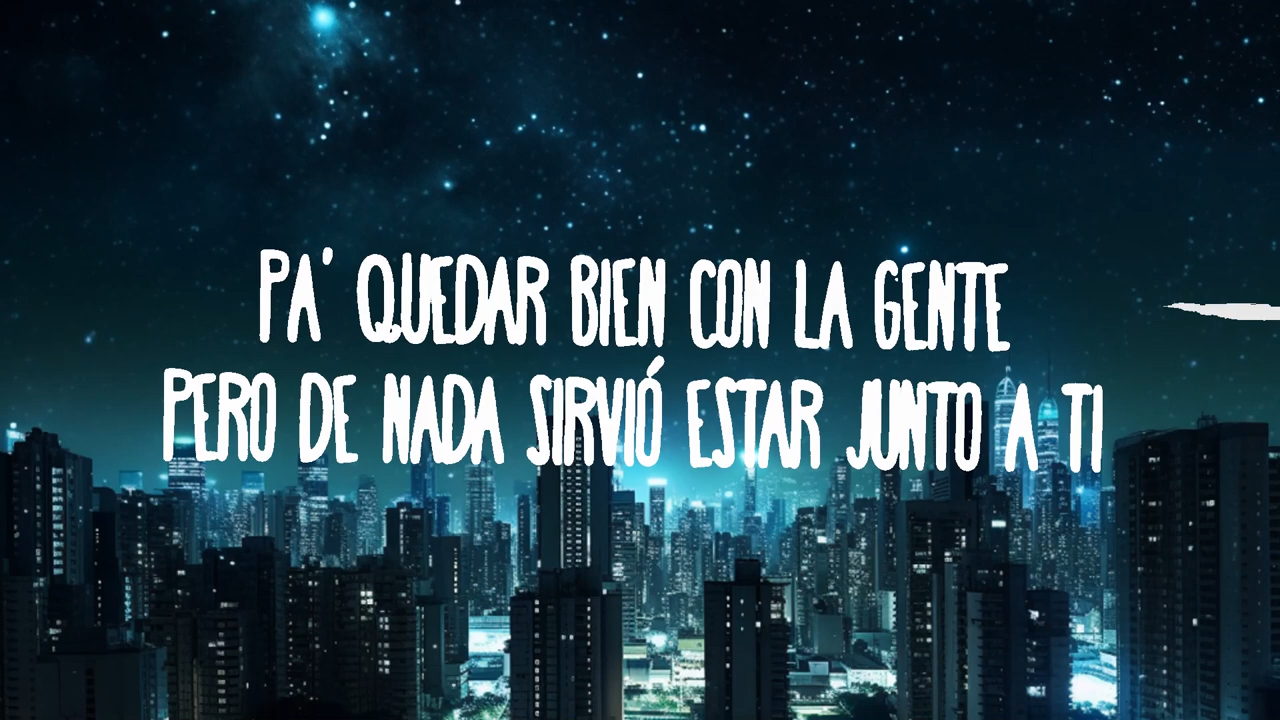 PA' QUEDAR BIEN CON LA GENTE
PERO DE NADA SIRVIÓ ESTAR JUNTO A TI